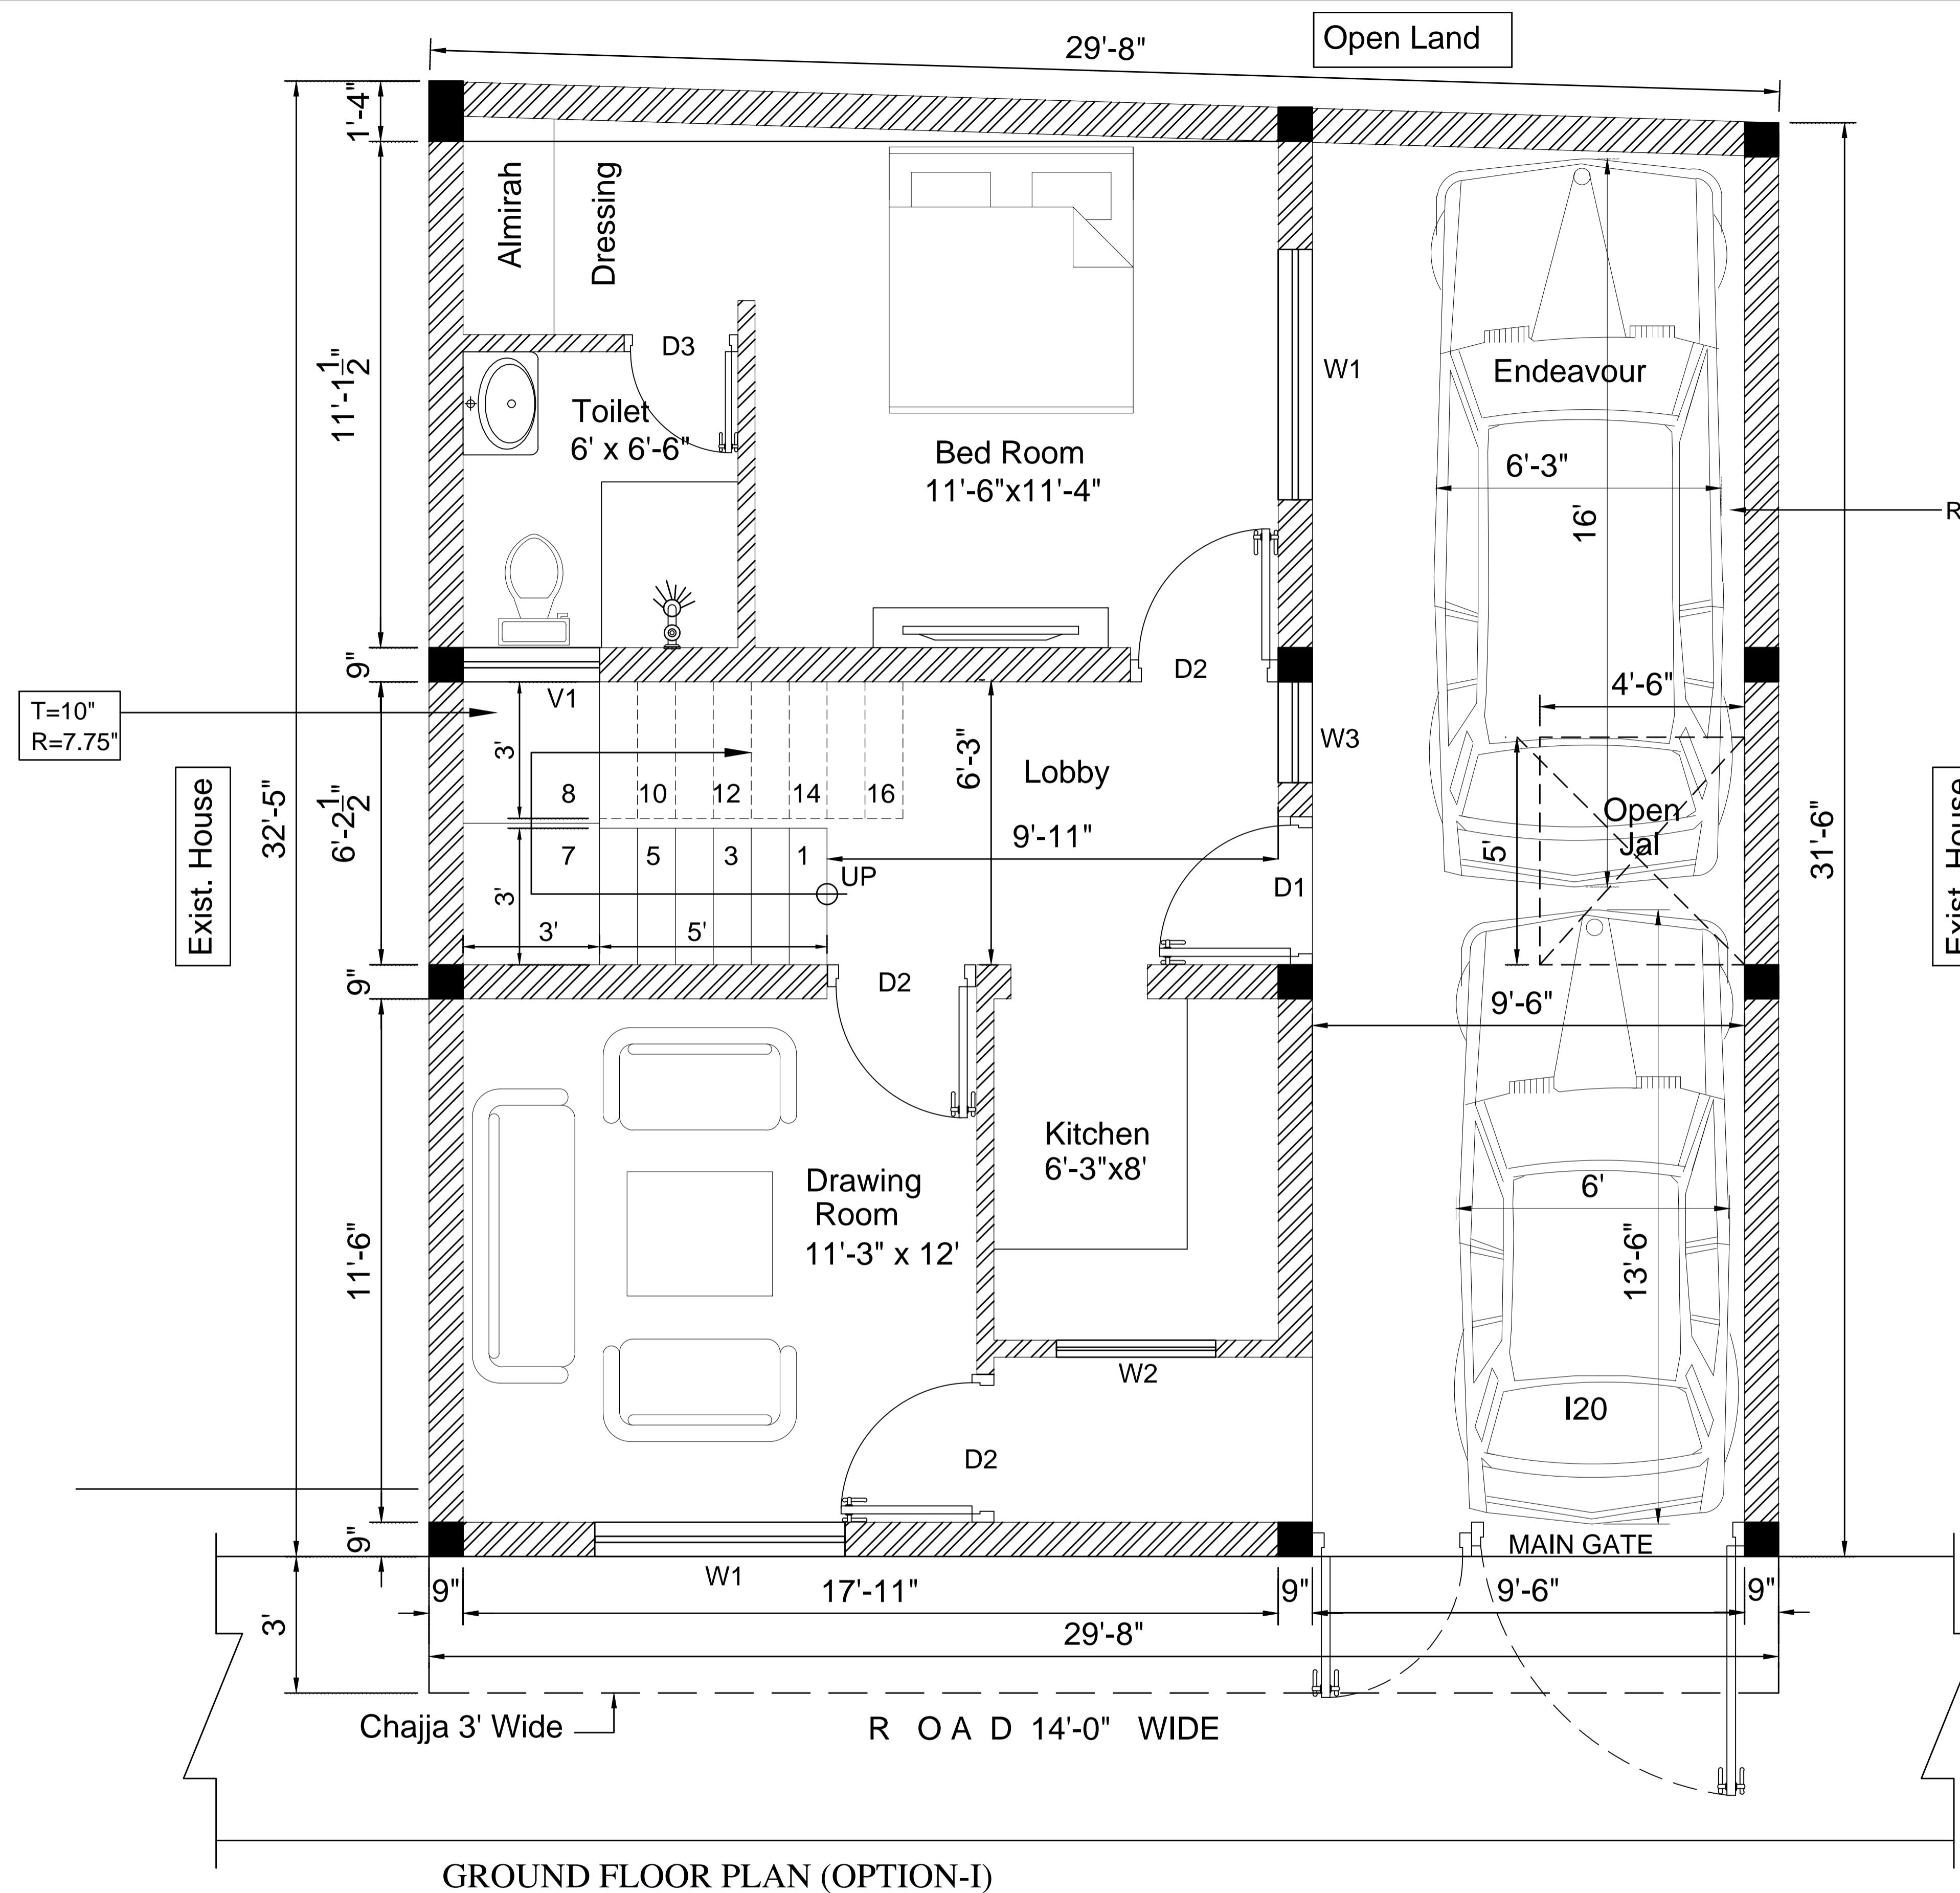 Open Land
29'-8"
1'-4"
Almirah
Dressing
11'-1 1/2"
D3
Toilet
6' x 6'-6"
Bed Room
11'-6"x11'-4"
W1
Endeavour
6'-3"
16'
R
9"
V1
D2
4'-6"
T=10"
R=7.75"
3'
8
10
12
14
16
6'-3"
Lobby
W3
Exist. House
32'-5"
6'-2 1/2"
Open
Jal
31'-6"
Exist. House
9'-11"
5'
7
5
3
1
UP
D1
3'
3'
5'
9"
D2
9'-6"
Kitchen
6'-3"x8'
Drawing
Room
11'-3" x 12'
6'
11'-6"
13'-6"
W2
I20
D2
9"
MAIN GATE
W1
9"
17'-11"
9"
9'-6"
9"
3'
29'-8"
Chajja 3' Wide
R O A D 14'-0" WIDE
GROUND FLOOR PLAN (OPTION-I)